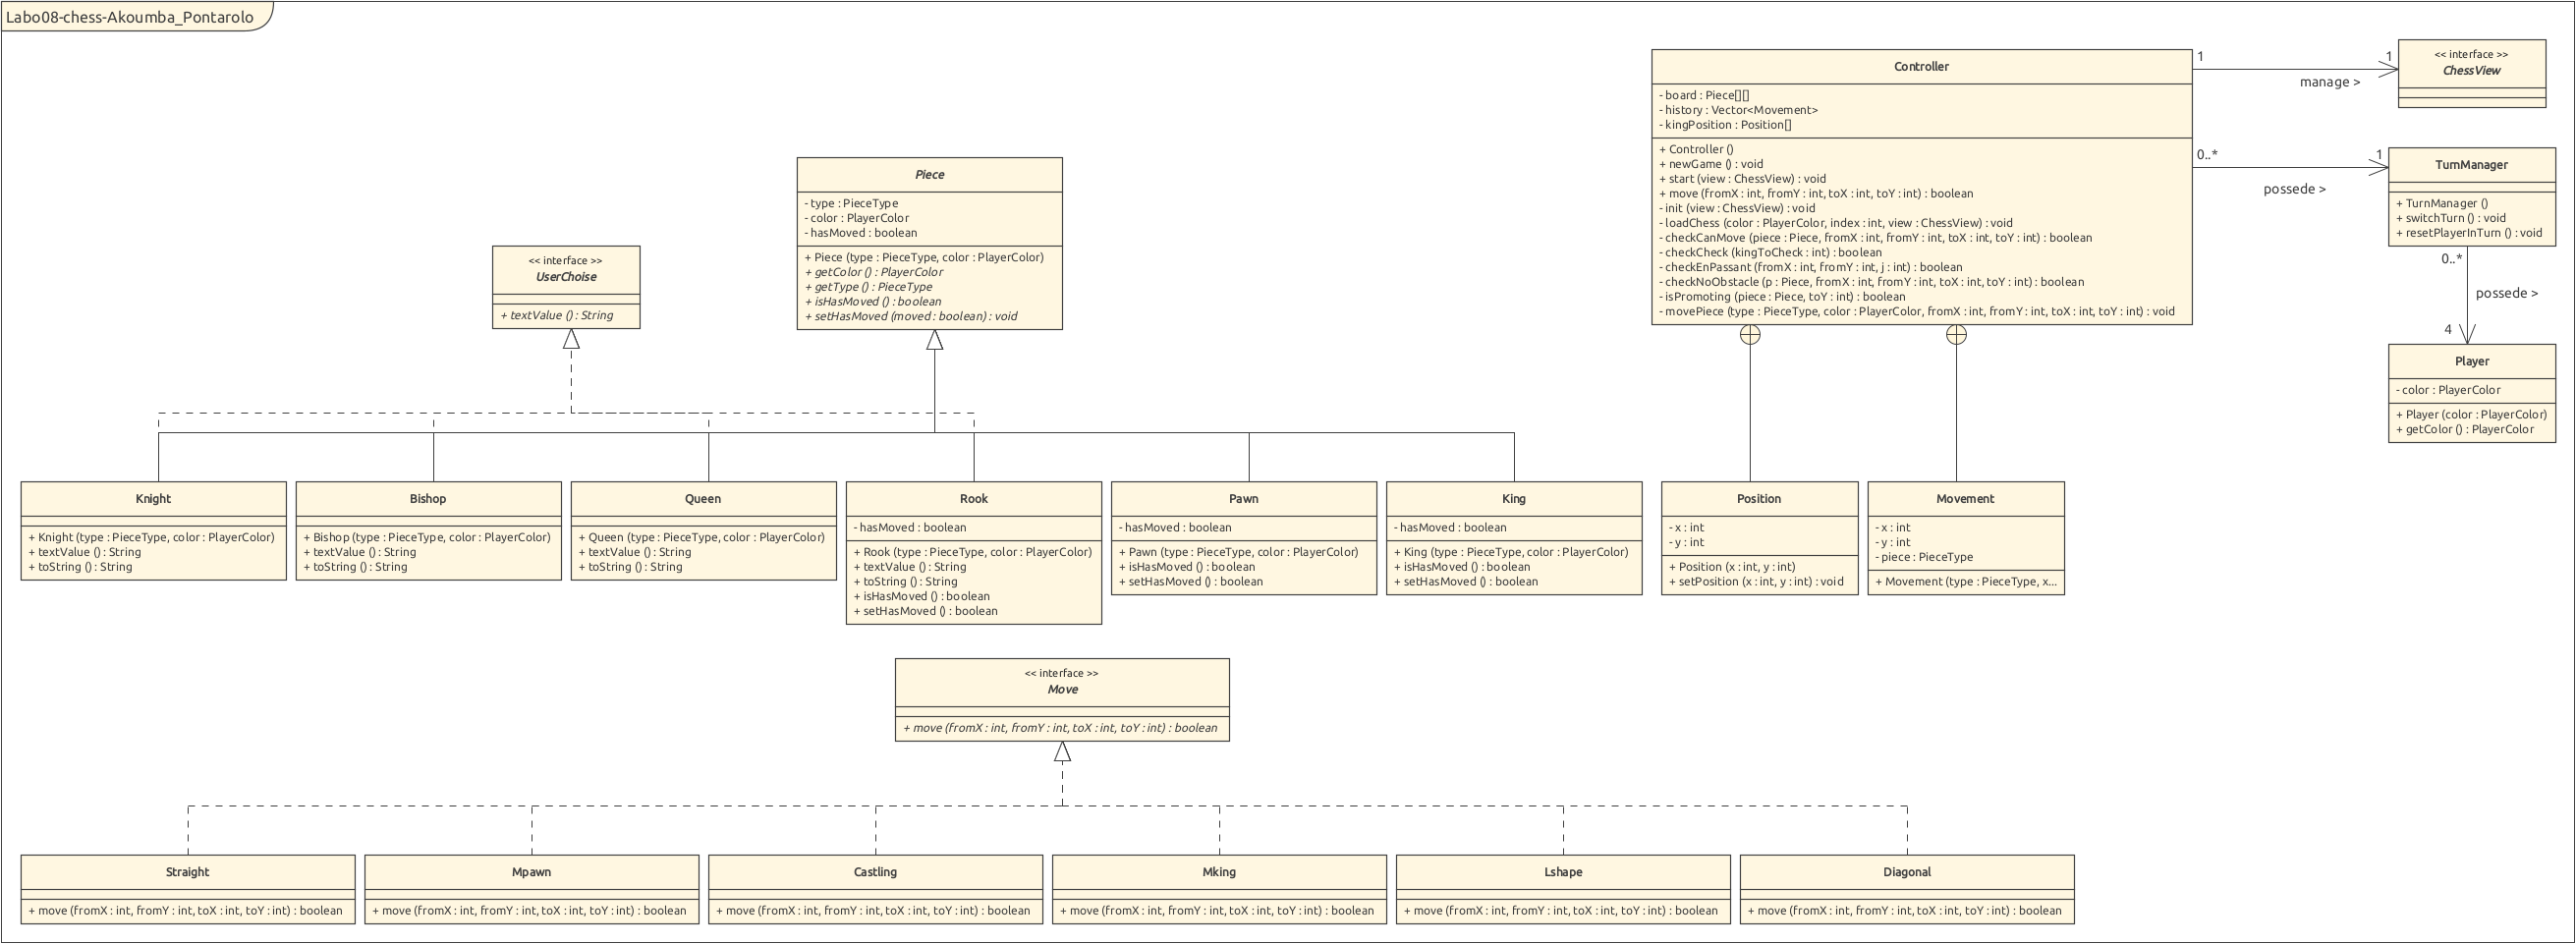 Labo08-chess-Akoumba_Pontarolo
Controller
- board : Piece[][]
- history : Vector<Movement>
- kingPosition : Position[]
+ Controller ()
+ newGame () : void
+ start (view : ChessView) : void
+ move (fromX : int, fromY : int, toX : int, toY : int) : boolean
- init (view : ChessView) : void
- loadChess (color : PlayerColor, index : int, view : ChessView) : void
- checkCanMove (piece : Piece, fromX : int, fromY : int, toX : int, toY : int) : boolean
- checkCheck (kingToCheck : int) : boolean
- checkEnPassant (fromX : int, fromY : int, j : int) : boolean
- checkNoObstacle (p : Piece, fromX : int, fromY : int, toX : int, toY : int) : boolean
- isPromoting (piece : Piece, toY : int) : boolean
- movePiece (type : PieceType, color : PlayerColor, fromX : int, fromY : int, toX : int, toY : int) : void
1
1
manage >
<< interface >>
ChessView
0..*
1
possede >
TurnManager
+ TurnManager ()
+ switchTurn () : void
+ resetPlayerInTurn () : void
0..*
possede >
4
Player
- color : PlayerColor
+ Player (color : PlayerColor)
+ getColor () : PlayerColor
Piece
- type : PieceType
- color : PlayerColor
- hasMoved : boolean
+ Piece (type : PieceType, color : PlayerColor)
+ getColor () : PlayerColor
+ getType () : PieceType
+ isHasMoved () : boolean
+ setHasMoved (moved : boolean) : void
<< interface >>
UserChoise
+ textValue () : String
Knight
+ Knight (type : PieceType, color : PlayerColor)
+ textValue () : String
+ toString () : String
Bishop
+ Bishop (type : PieceType, color : PlayerColor)
+ textValue () : String
+ toString () : String
Queen
+ Queen (type : PieceType, color : PlayerColor)
+ textValue () : String
+ toString () : String
Rook
- hasMoved : boolean
+ Rook (type : PieceType, color : PlayerColor)
+ textValue () : String
+ toString () : String
+ isHasMoved () : boolean
+ setHasMoved () : boolean
Pawn
- hasMoved : boolean
+ Pawn (type : PieceType, color : PlayerColor)
+ isHasMoved () : boolean
+ setHasMoved () : boolean
King
- hasMoved : boolean
+ King (type : PieceType, color : PlayerColor)
+ isHasMoved () : boolean
+ setHasMoved () : boolean
Position
- x : int
- y : int
+ Position (x : int, y : int)
+ setPosition (x : int, y : int) : void
Movement
- x : int
- y : int
- piece : PieceType
+ Movement (type : PieceType, x...
<< interface >>
Move
+ move (fromX : int, fromY : int, toX : int, toY : int) : boolean
Straight
+ move (fromX : int, fromY : int, toX : int, toY : int) : boolean
Mpawn
+ move (fromX : int, fromY : int, toX : int, toY : int) : boolean
Castling
+ move (fromX : int, fromY : int, toX : int, toY : int) : boolean
Mking
+ move (fromX : int, fromY : int, toX : int, toY : int) : boolean
Lshape
+ move (fromX : int, fromY : int, toX : int, toY : int) : boolean
Diagonal
+ move (fromX : int, fromY : int, toX : int, toY : int) : boolean